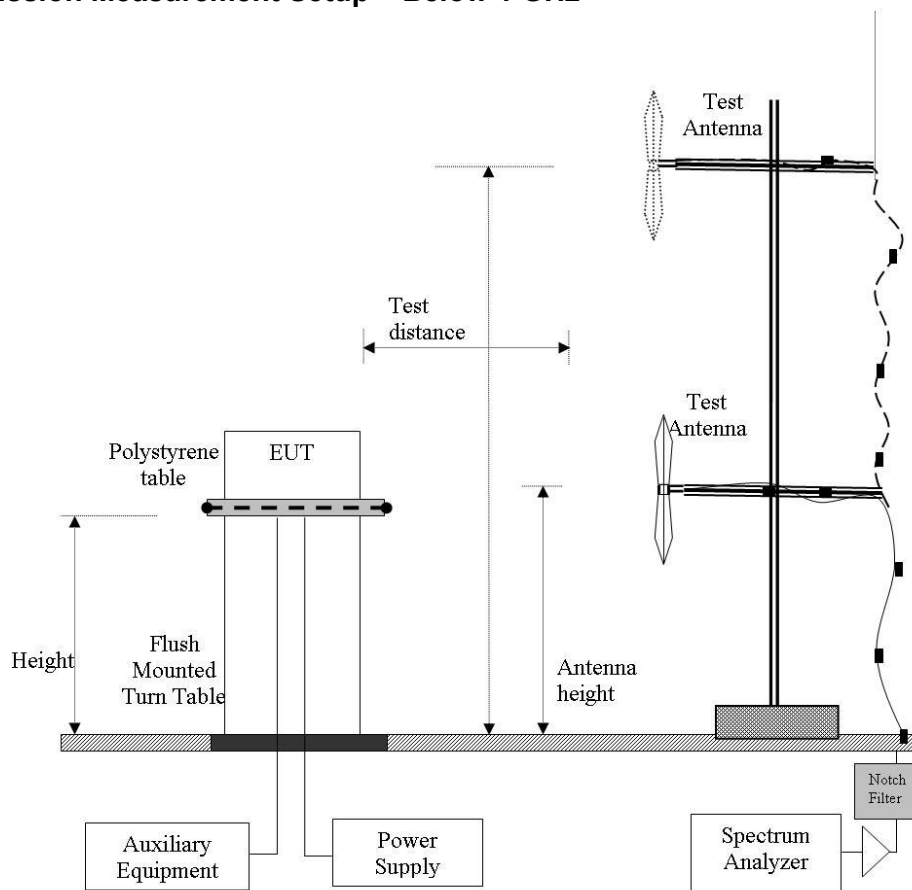 Measurement Setup
Below 1 GHz
Test
Antenna
Test
distance
Test
Antenna
Polystyrene
table
EUT
Height
Flush
Mounted
Turn Table
Antenna
height
Notch
Filter
Auxiliary
Equipment
Power
Supply
Spectrum
Analyzer